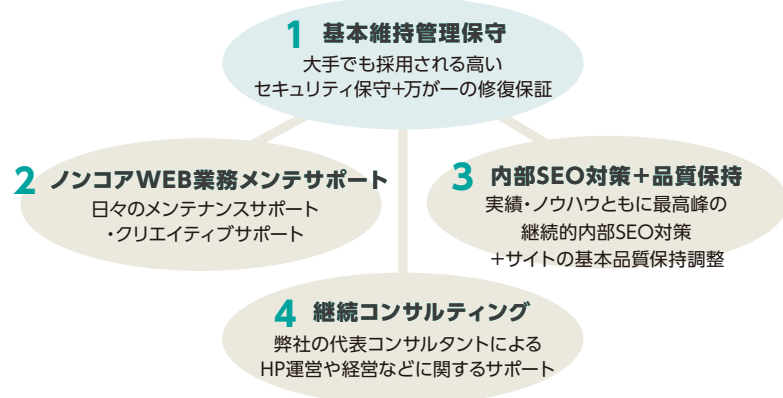 1 基本維持管理保守
大手でも採用される高い
セキュリティ保守+万が一の修復保証
2 ノンコアWEB業務メンテサポート
日々のメンテナンスサポート
・クリエイティブサポート
3 内部SEO対策+品質保持
実績・ノウハウともに最高峰の
継続的内部SEO対策
+サイトの基本品質保持調整
4 継続コンサルティング
弊社の代表コンサルタントによる
HP運営や経営などに関するサポート